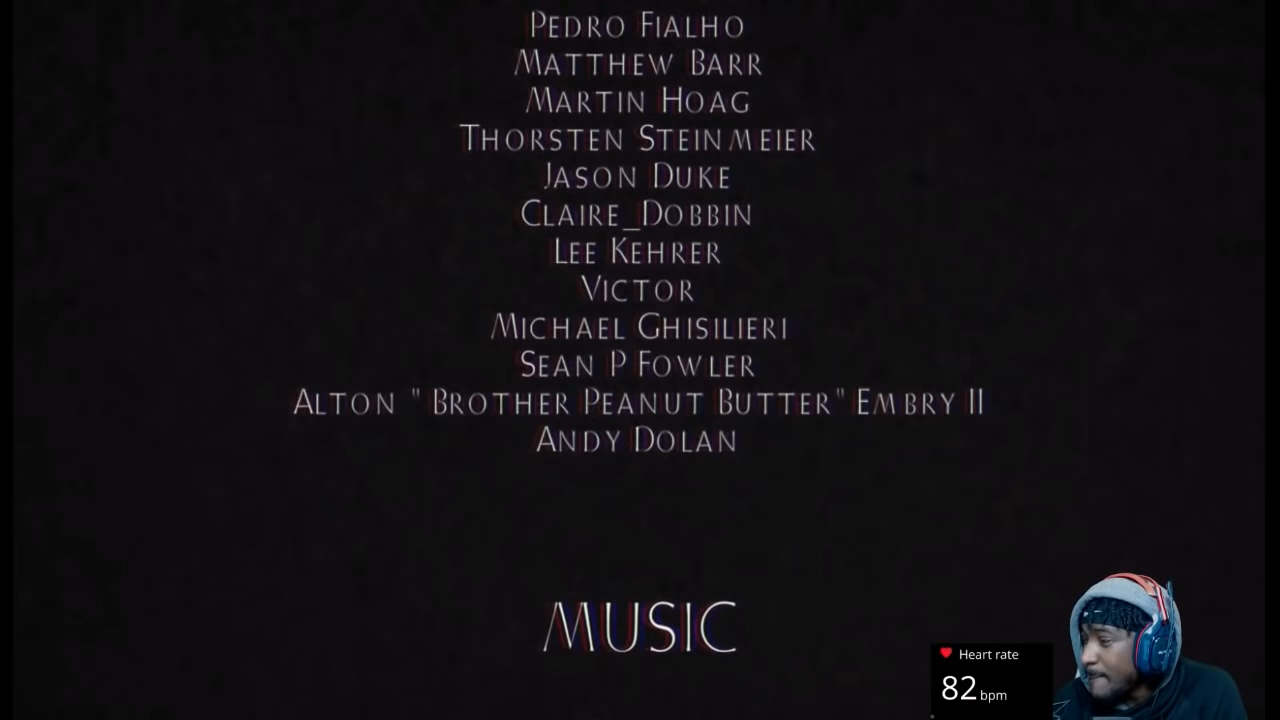 PEDRO FIALHO
MATTHEW BARR
MARTIN HOAG
THORSTEN STEINMEIER
JASON DUKE
CLAIRE_DOBBIN
LEE KEHRER
VICTOR
MICHAEL GHISILIERI
SEAN P FOWLER
ALTON "BROTHER PEANUT BUTTER" EMBRY II
ANDY DOLAN
MUSIC
Heart rate
82 bpm